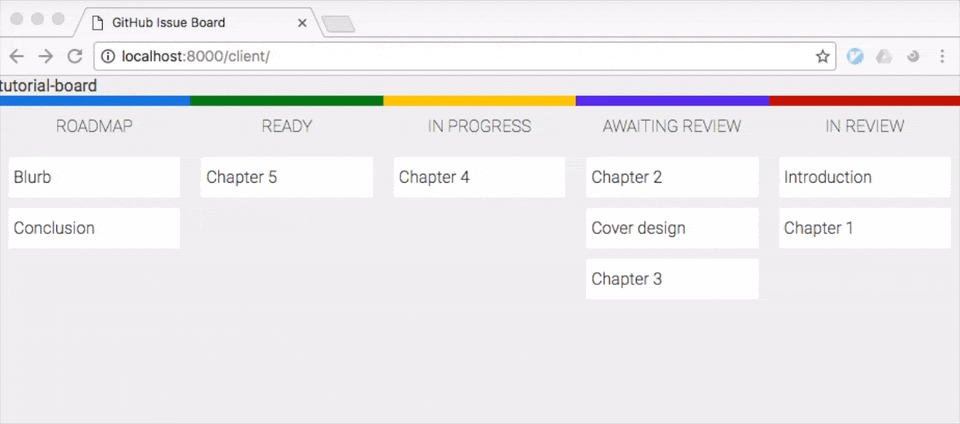 GitHub Issue Board
localhost:8000/client/
tutorial-board
ROADMAP
Blurb
Conclusion
READY
Chapter 5
IN PROGRESS
Chapter 4
AWAITING REVIEW
Chapter 2
Cover design
Chapter 3
IN REVIEW
Introduction
Chapter 1